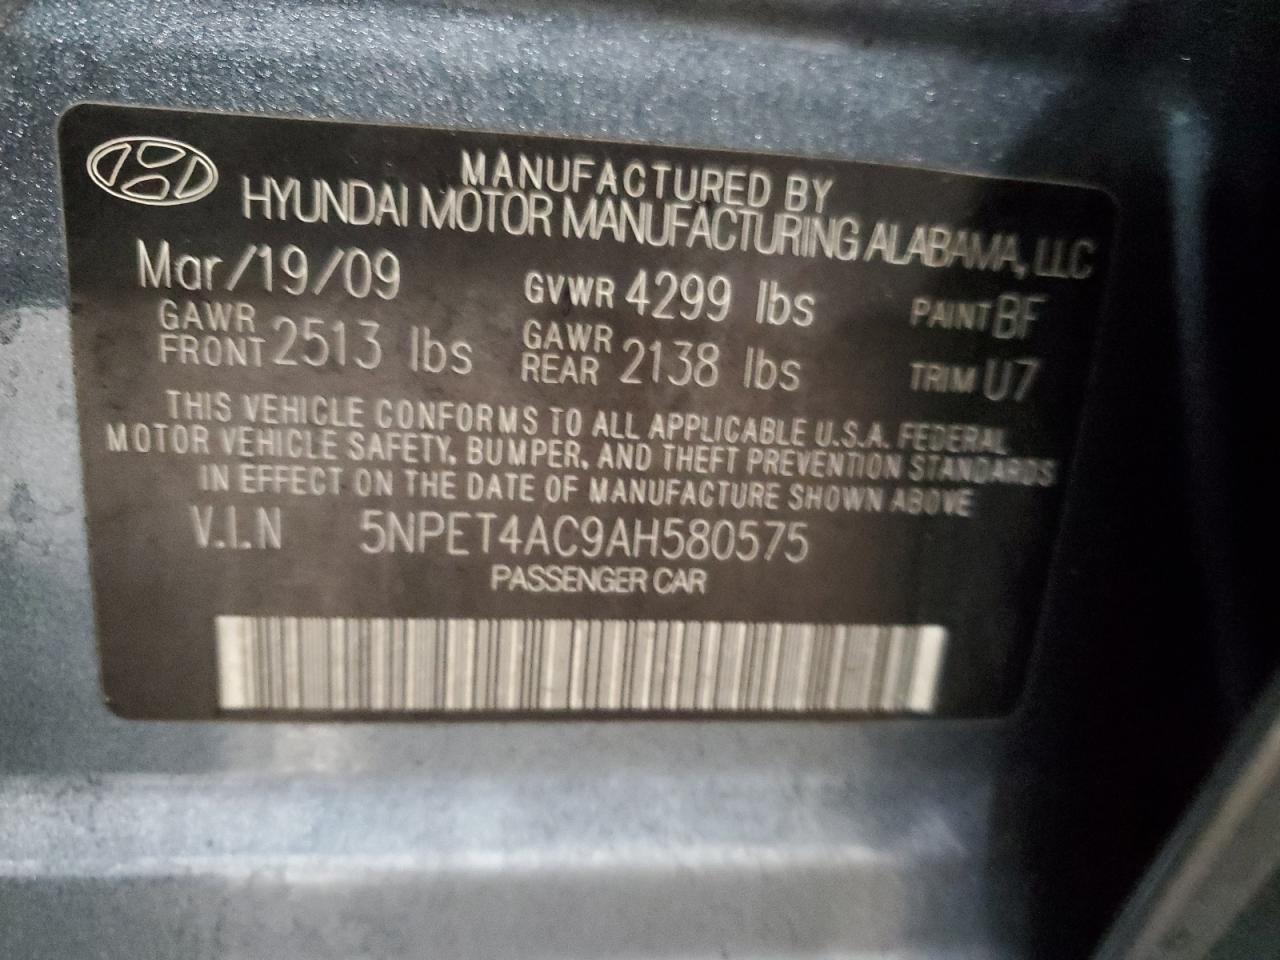 MANUFACTURED BY
HYUNDAI MOTOR MANUFACTURING ALABAMA, LLC
Mar/19/09 GVWR 4299 lbs PAINT BF
GAWR FRONT 2513 lbs GAWR REAR 2138 lbs TRIM U7
THIS VEHICLE CONFORMS TO ALL APPLICABLE U.S.A. FEDERAL
MOTOR VEHICLE SAFETY, BUMPER, AND THEFT PREVENTION STANDARDS
IN EFFECT ON THE DATE OF MANUFACTURE SHOWN ABOVE
V.I.N 5NPET4AC9AH580575
PASSENGER CAR